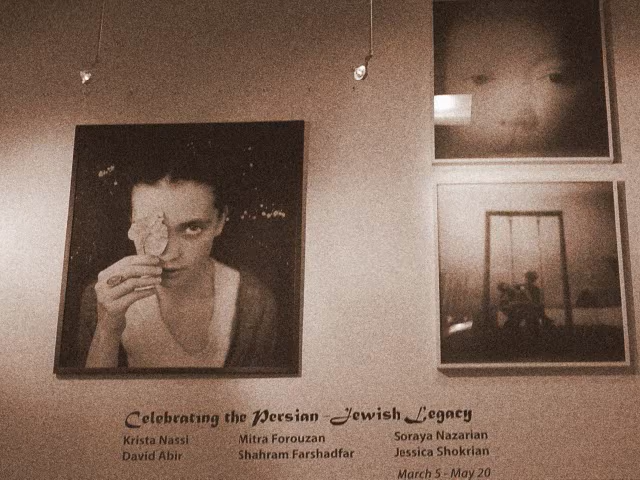 Celebrating the Persian-Jewish Legacy
Krista Nassi Mitra Forouzan Soraya Nazarian
David Abir Shahram Farshadfar Jessica Shokrian
March 5 - May 20